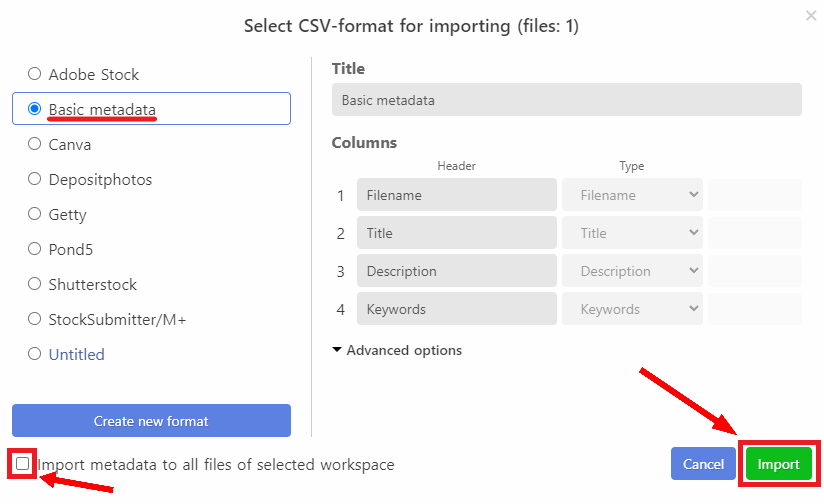 Select CSV-format for importing (files: 1)
Adobe Stock
Basic metadata
Canva
Depositphotos
Getty
Pond5
Shutterstock
StockSubmitter/M+
Untitled
Create new format
Import metadata to all files of selected workspace
Title
Basic metadata
Columns
Header Type
1 Filename Filename
2 Title Title
3 Description Description
4 Keywords Keywords
Advanced options
Cancel Import